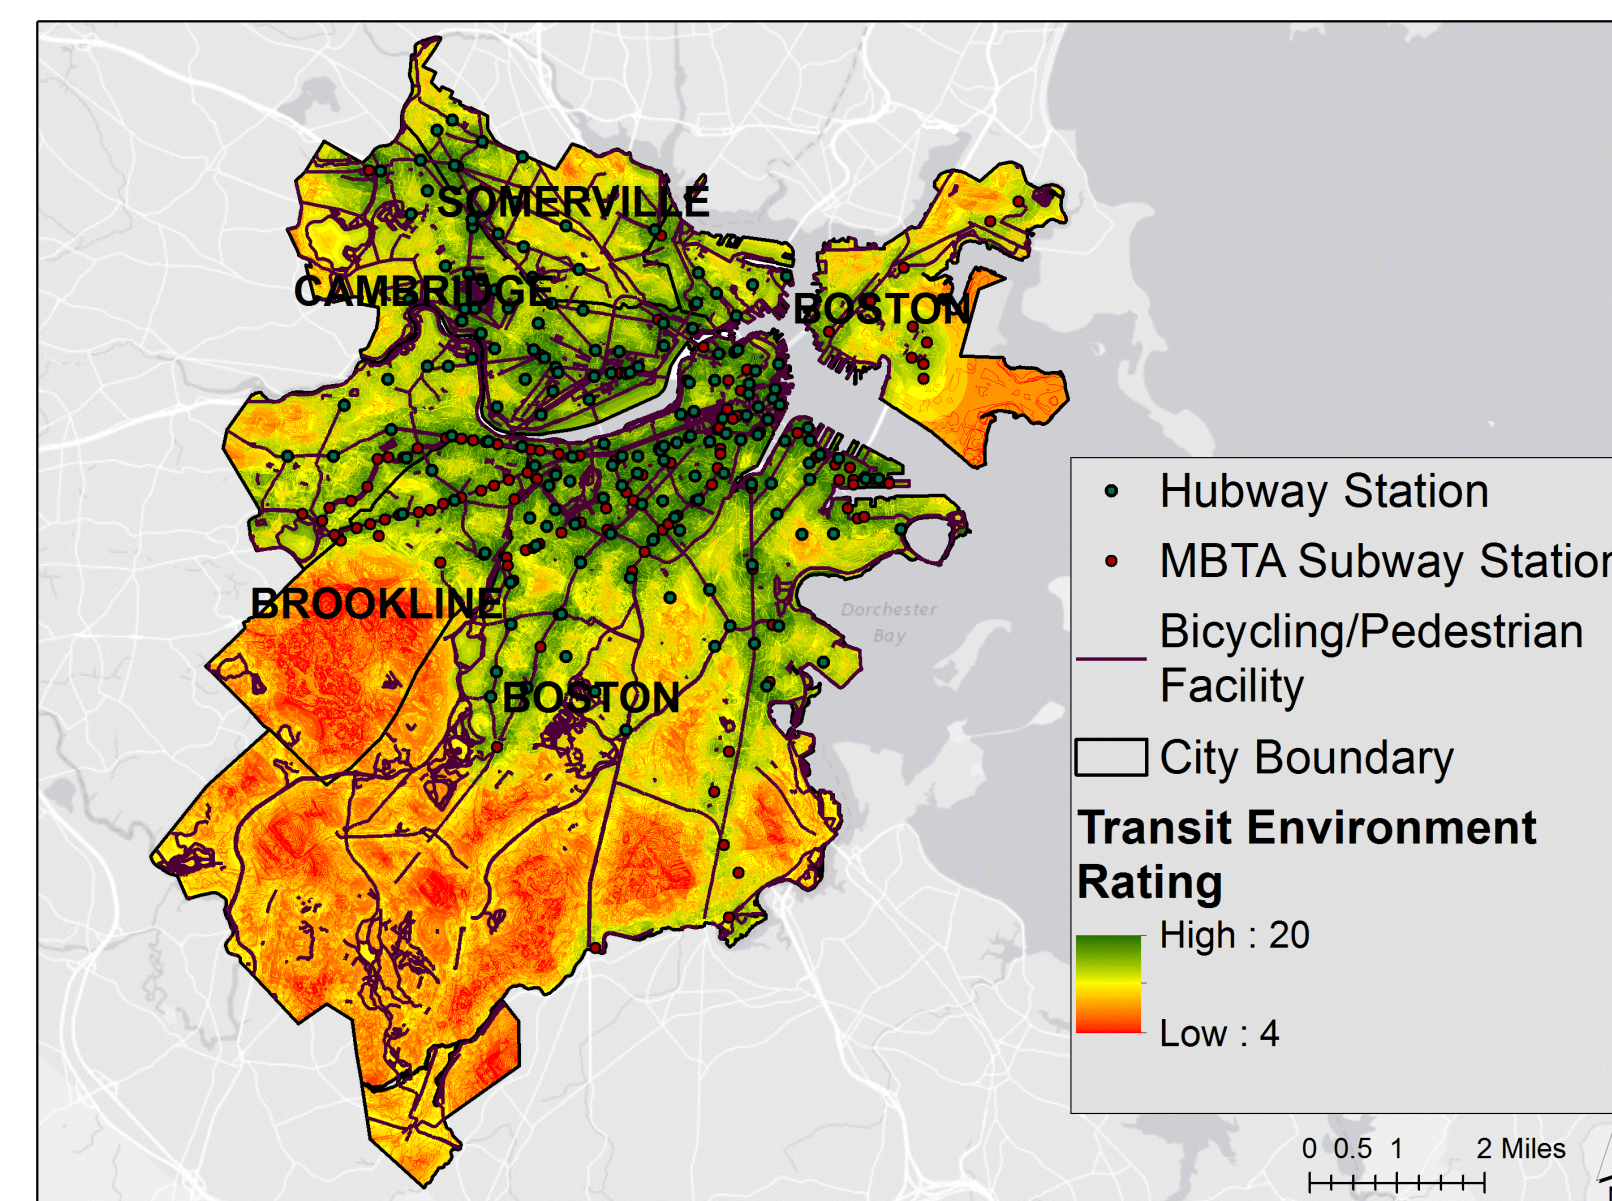 SOMERVILLE
CAMBRIDGE
BOSTON
BROOKLINE
BOSTON
Dorchester
Bay
Hubway Station
MBTA Subway Station
Bicycling/Pedestrian
Facility
City Boundary
Transit Environment
Rating
High : 20
Low : 4
0 0.5 1 2 Miles